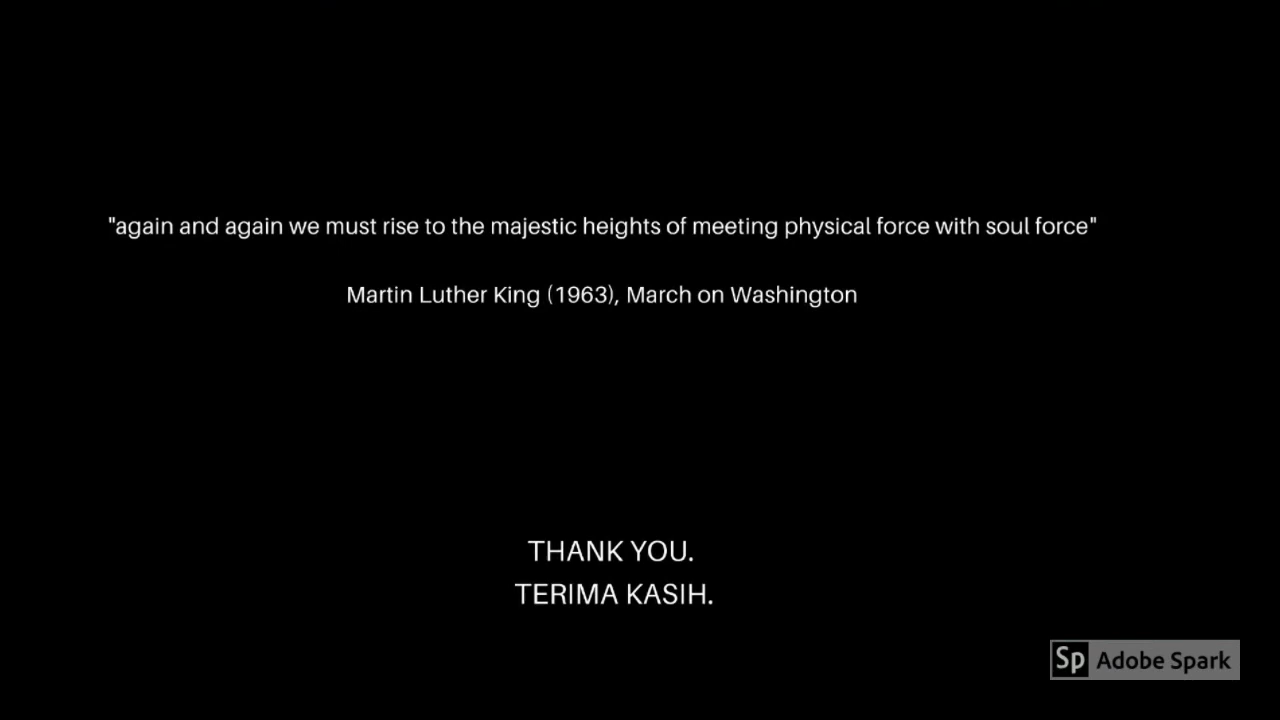 "again and again we must rise to the majestic heights of meeting physical force with soul force"
Martin Luther King (1963), March on Washington
THANK YOU.
TERIMA KASIH.
Sp Adobe Spark